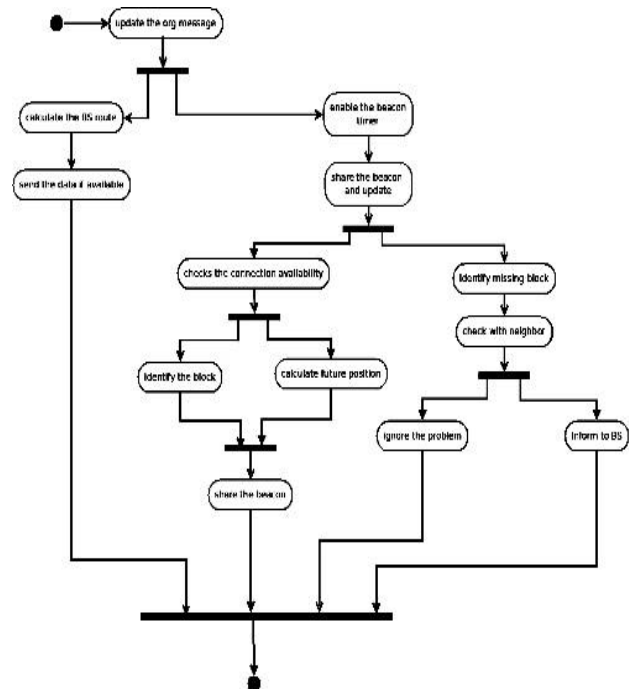 update the org message
calculate the BS route
enable the beacon
timer
send the data if available
share the beacon
and update
checks the connection availability
Identify missing block
check with neighbor
Identify the block
calculate future position
ignore the problem
Inform to BS
share the beacon